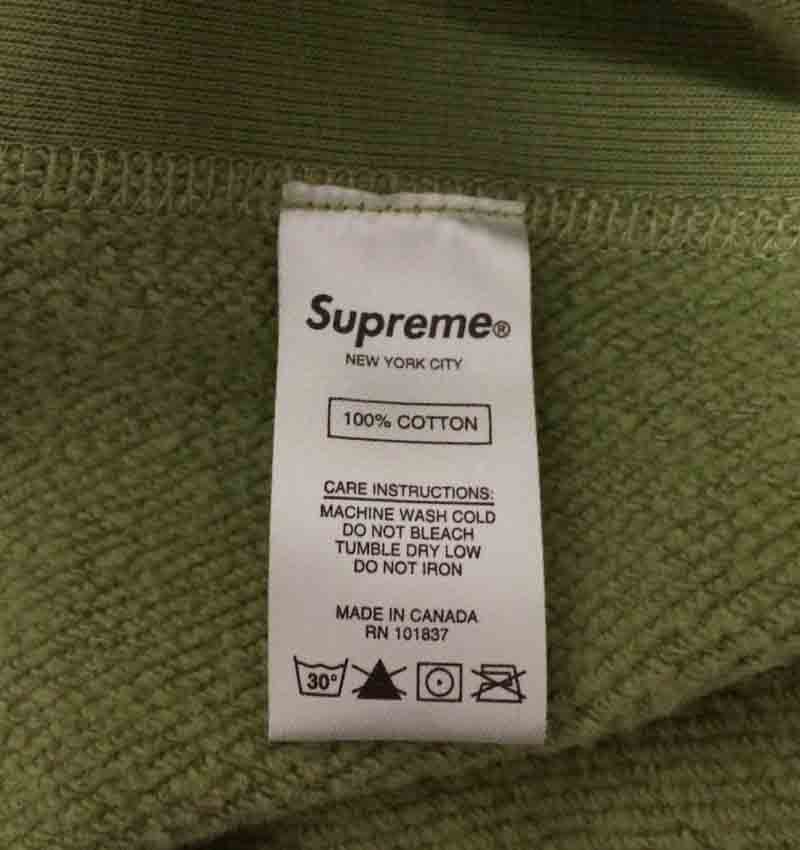 Supreme®
NEW YORK CITY
100% COTTON
CARE INSTRUCTIONS:
MACHINE WASH COLD
DO NOT BLEACH
TUMBLE DRY LOW
DO NOT IRON
MADE IN CANADA
RN 101837
30°